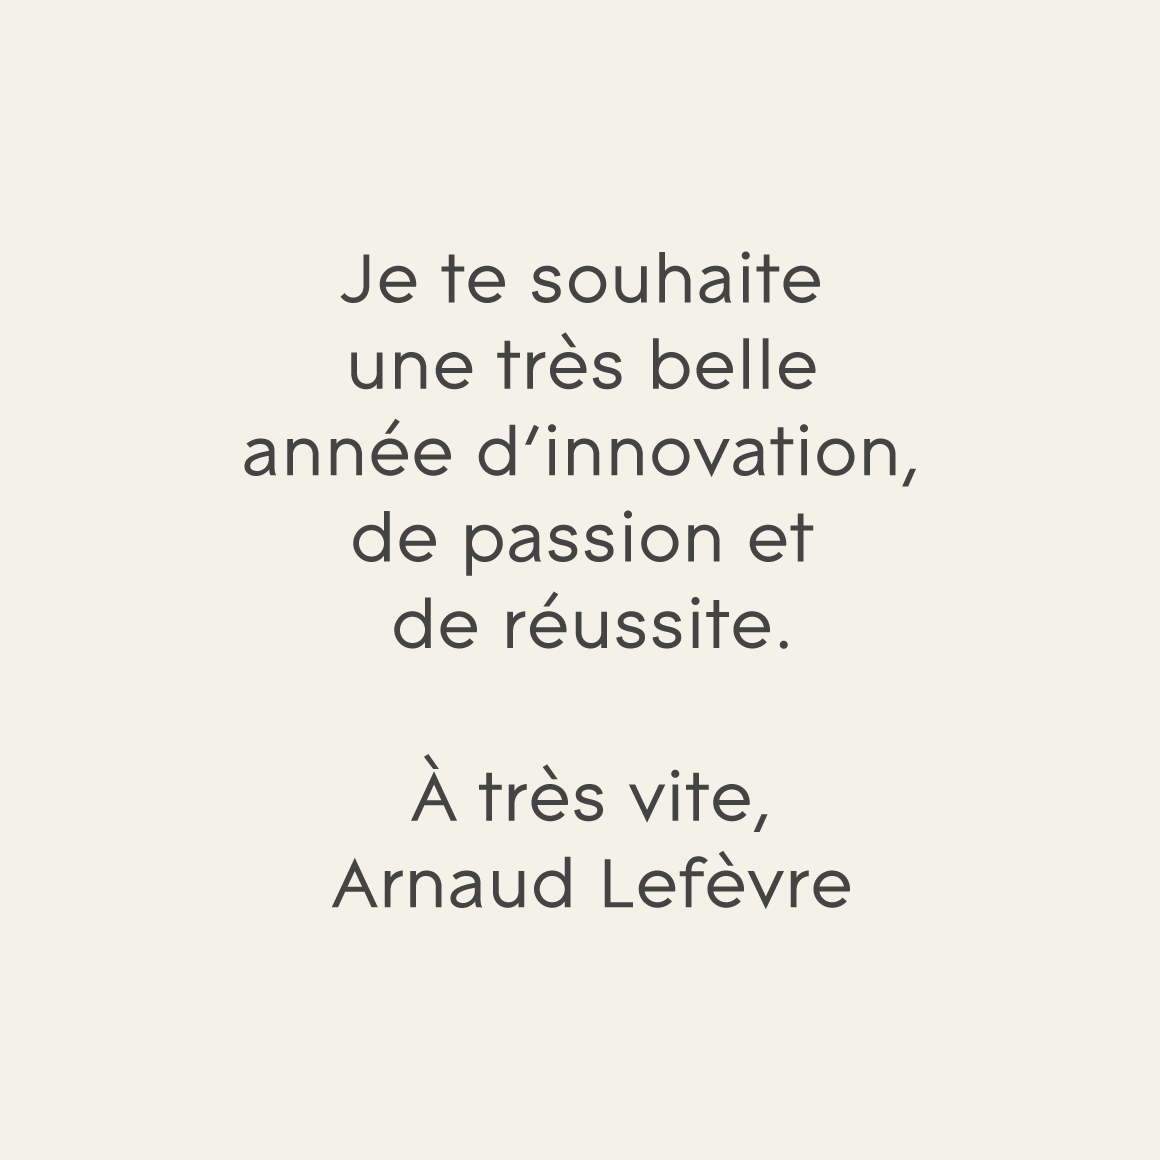 Je te souhaite
une très belle
année d’innovation,
de passion et
de réussite.
À très vite,
Arnaud Lefèvre